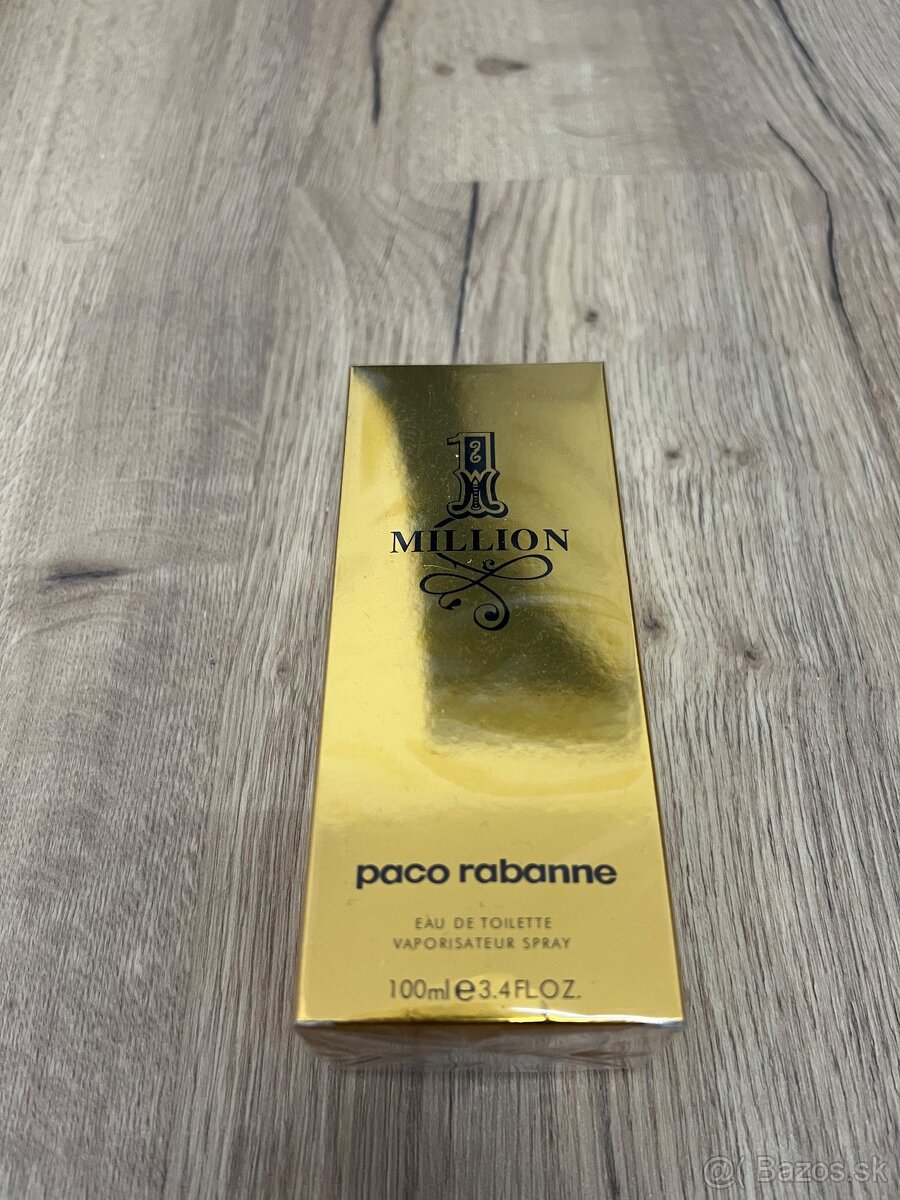 1
MILLION
paco rabanne
EAU DE TOILETTE
VAPORISATEUR SPRAY
100ml e 3.4FL.OZ.
@( Bazos.sk